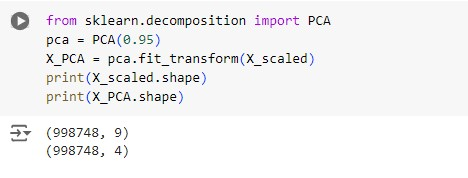 from sklearn.decomposition import PCA
pca = PCA(0.95)
X_PCA = pca.fit_transform(X_scaled)
print(X_scaled.shape)
print(X_PCA.shape)
(998748, 9)
(998748, 4)